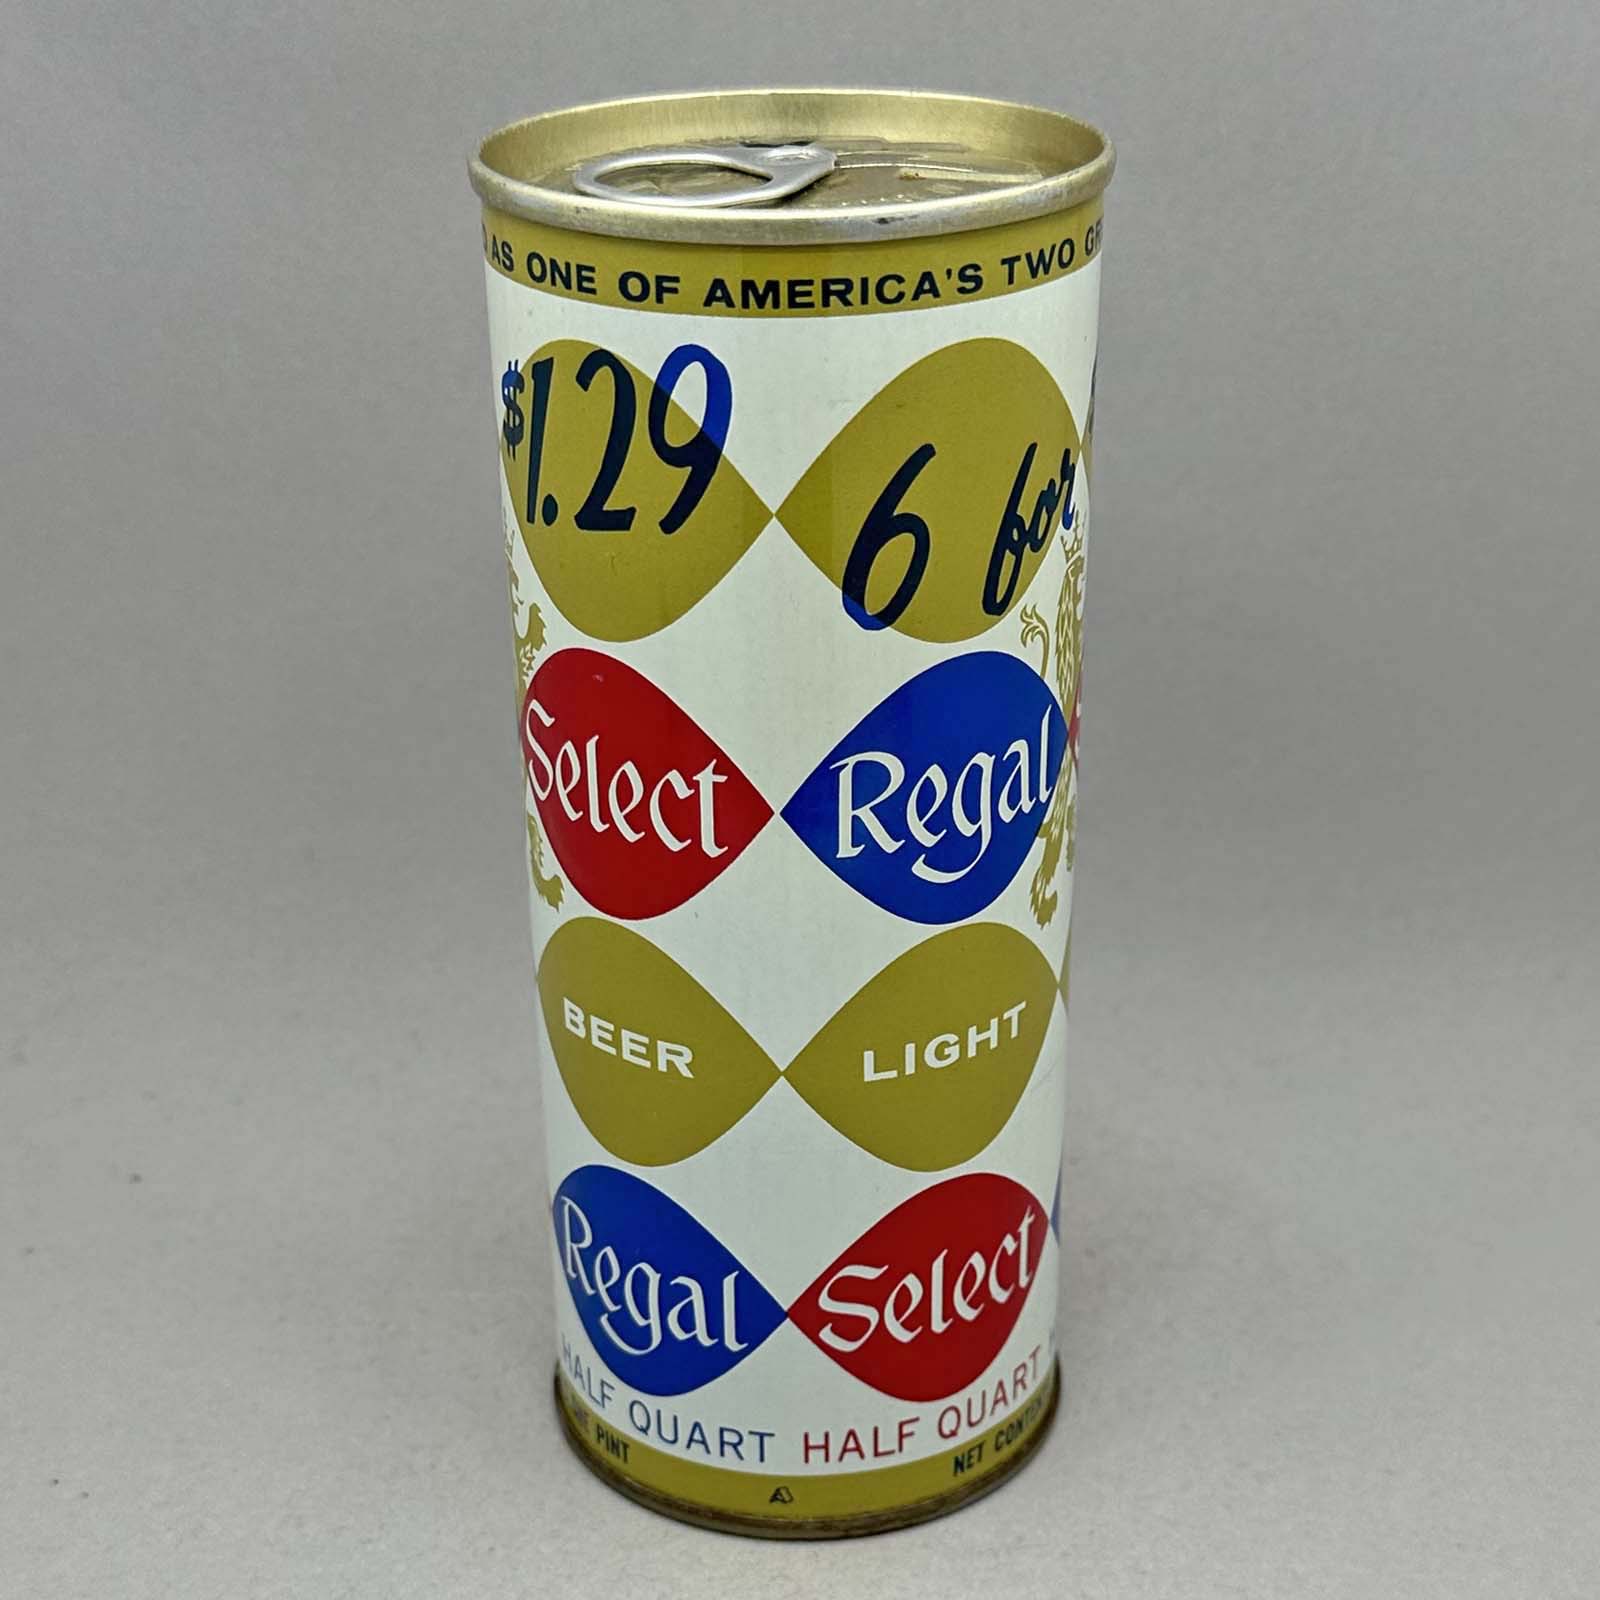 AS ONE OF AMERICA'S TWO
$1.29 6 for
Select Regal
BEER LIGHT
Regal Select
HALF QUART HALF QUART
PINT NET